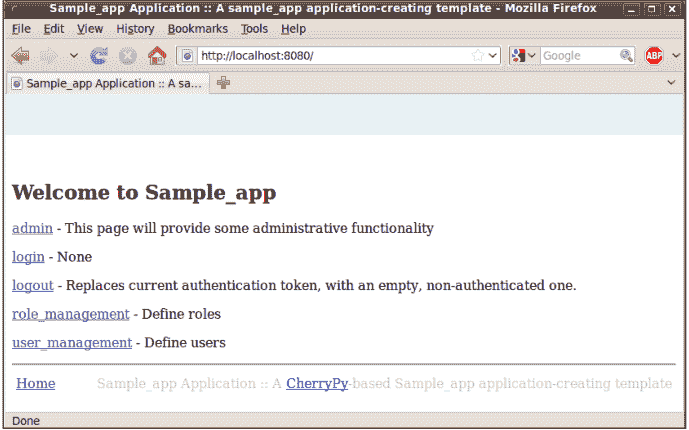 Sample_app Application :: A sample_app application-creating template - Mozilla Firefox
File Edit View History Bookmarks Tools Help
http://localhost:8080/ Google ABP
Sample_app Application :: A sa...
Welcome to Sample_app
admin - This page will provide some administrative functionality
login - None
logout - Replaces current authentication token, with an empty, non-authenticated one.
role_management - Define roles
user_management - Define users
Home Sample_app Application :: A CherryPy-based Sample_app application-creating template
Done